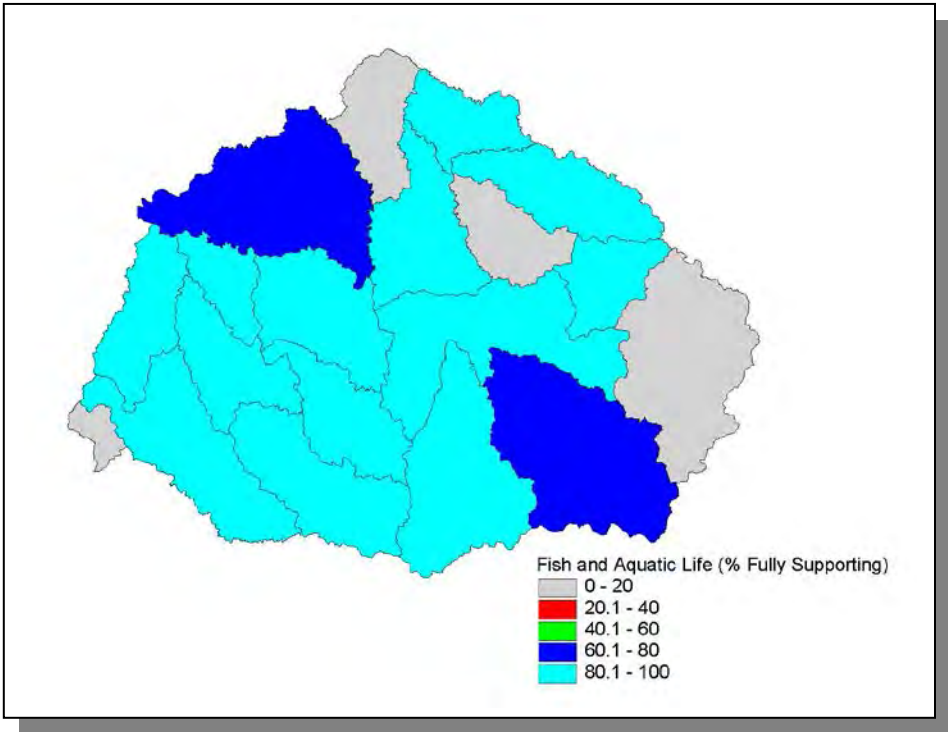 Fish and Aquatic Life (% Fully Supporting)
0 - 20
20.1 - 40
40.1 - 60
60.1 - 80
80.1 - 100